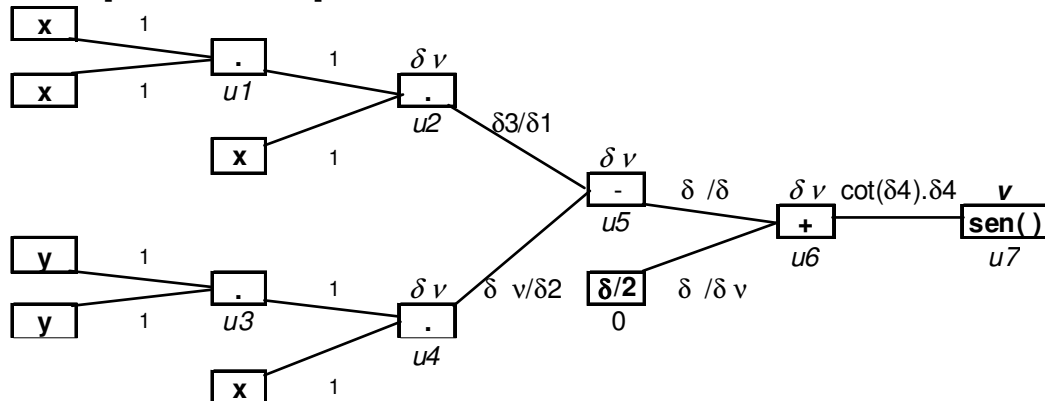 x
1
x
1
.
u1
1
δ ν
.
u2
x
1
δ3/δ1
δ ν
-
u5
δ /δ
δ ν
+
u6
cot(δ4).δ4
v
sen( )
u7
y
1
y
1
.
u3
1
δ ν
.
u4
δ ν/δ2
δ/2
0
δ /δ ν
x
1